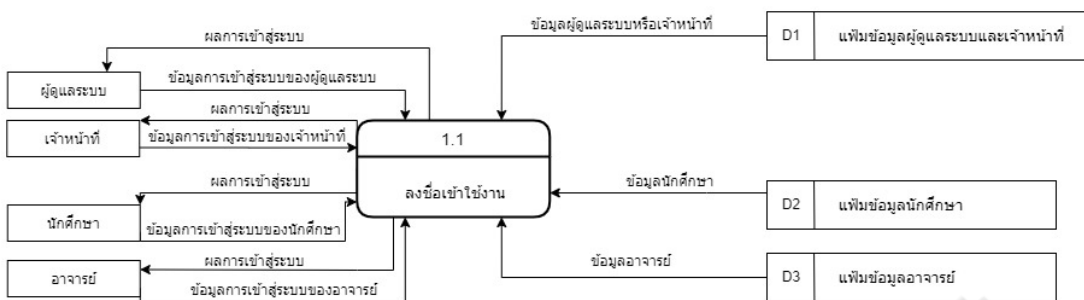 ข้อมูลผู้ดูแลระบบหรือเจ้าหน้าที่
D1 แฟ้มข้อมูลผู้ดูแลระบบและเจ้าหน้าที่
ผลการเข้าสู่ระบบ
ข้อมูลการเข้าสู่ระบบของผู้ดูแลระบบ
ผู้ดูแลระบบ
ผลการเข้าสู่ระบบ
เจ้าหน้าที่
ข้อมูลการเข้าสู่ระบบของเจ้าหน้าที่
1.1
ลงชื่อเข้าใช้งาน
ผลการเข้าสู่ระบบ
ข้อมูลนักศึกษา
D2 แฟ้มข้อมูลนักศึกษา
นักศึกษา
ข้อมูลการเข้าสู่ระบบของนักศึกษา
ผลการเข้าสู่ระบบ
ข้อมูลอาจารย์
D3 แฟ้มข้อมูลอาจารย์
อาจารย์
ข้อมูลการเข้าสู่ระบบของอาจารย์